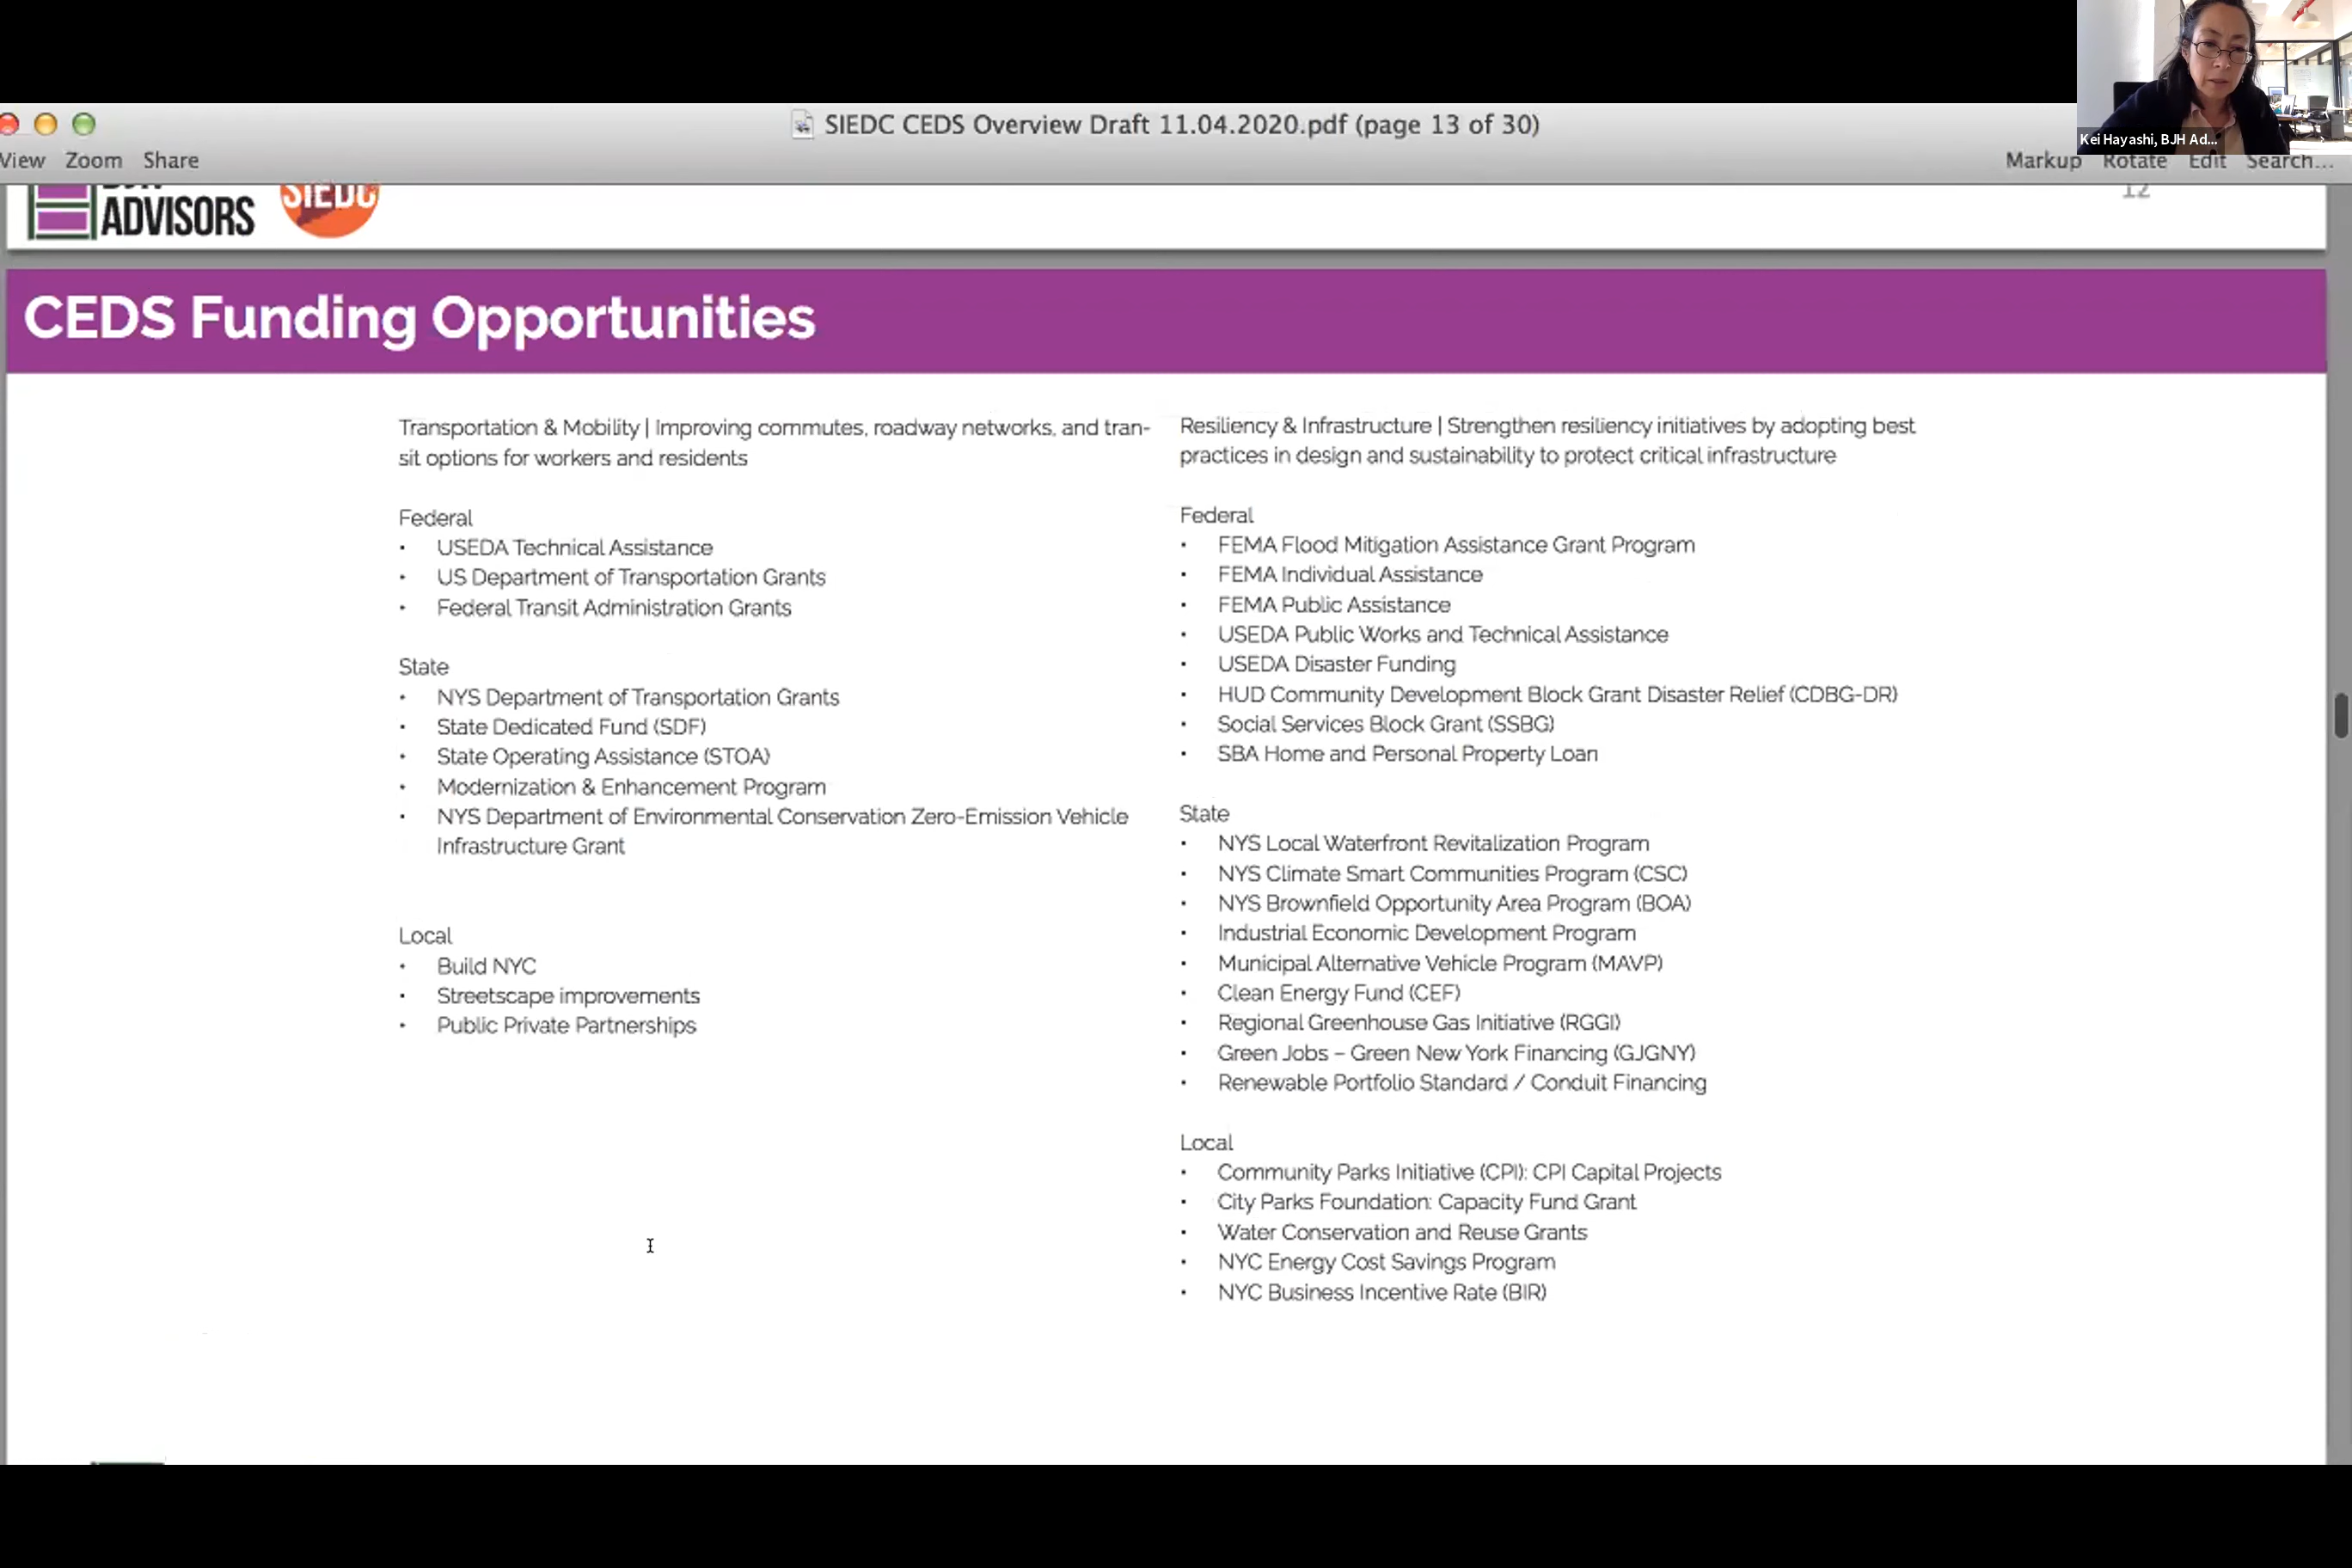 SIEDC CEDS Overview Draft 11.04.2020.pdf (page 13 of 30)
View Zoom Share
Kei Hayashi, BJH Ad...
Markup Rotate Edit Search...
ADVISORS
SIEDC
12
CEDS Funding Opportunities
Transportation & Mobility | Improving commutes, roadway networks, and tran-
sit options for workers and residents
Federal
• USEDA Technical Assistance
• US Department of Transportation Grants
• Federal Transit Administration Grants
State
• NYS Department of Transportation Grants
• State Dedicated Fund (SDF)
• State Operating Assistance (STOA)
• Modernization & Enhancement Program
• NYS Department of Environmental Conservation Zero-Emission Vehicle
Infrastructure Grant
Local
• Build NYC
• Streetscape improvements
• Public Private Partnerships
Resiliency & Infrastructure | Strengthen resiliency initiatives by adopting best
practices in design and sustainability to protect critical infrastructure
Federal
• FEMA Flood Mitigation Assistance Grant Program
• FEMA Individual Assistance
• FEMA Public Assistance
• USEDA Public Works and Technical Assistance
• USEDA Disaster Funding
• HUD Community Development Block Grant Disaster Relief (CDBG-DR)
• Social Services Block Grant (SSBG)
• SBA Home and Personal Property Loan
State
• NYS Local Waterfront Revitalization Program
• NYS Climate Smart Communities Program (CSC)
• NYS Brownfield Opportunity Area Program (BOA)
• Industrial Economic Development Program
• Municipal Alternative Vehicle Program (MAVP)
• Clean Energy Fund (CEF)
• Regional Greenhouse Gas Initiative (RGGI)
• Green Jobs – Green New York Financing (GJGNY)
• Renewable Portfolio Standard / Conduit Financing
Local
• Community Parks Initiative (CPI): CPI Capital Projects
• City Parks Foundation: Capacity Fund Grant
• Water Conservation and Reuse Grants
• NYC Energy Cost Savings Program
• NYC Business Incentive Rate (BIR)